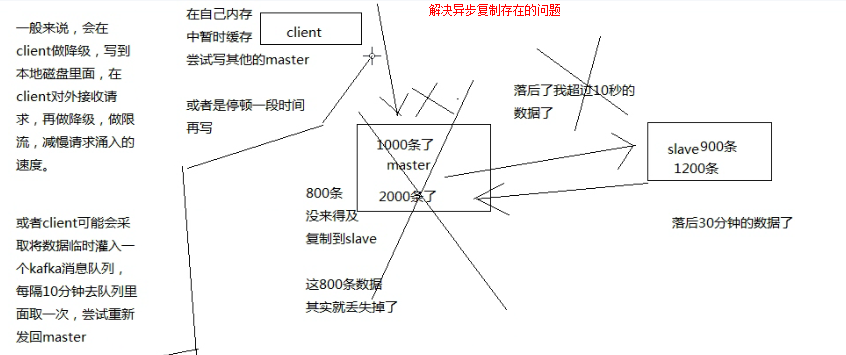 解决异步复制存在的问题
一般来说，会在
client做降级，写到
本地磁盘里面，在
client对外接收请
求，再做降级，做限
流，减慢请求涌入的
速度。
或者client可能会采
取将数据临时灌入一
个kafka消息队列，
每隔10分钟去队列里
面取一次，尝试重新
发回master
在自己内存
中暂时缓存
尝试写其他的master
或者是停顿一段时间
再写
client
1000条了
master
2000条了
800条
没来得及
复制到slave
这800条数据
其实就丢失掉了
落后了我超过10秒的
数据了
slave900条
1200条
落后30分钟的数据了